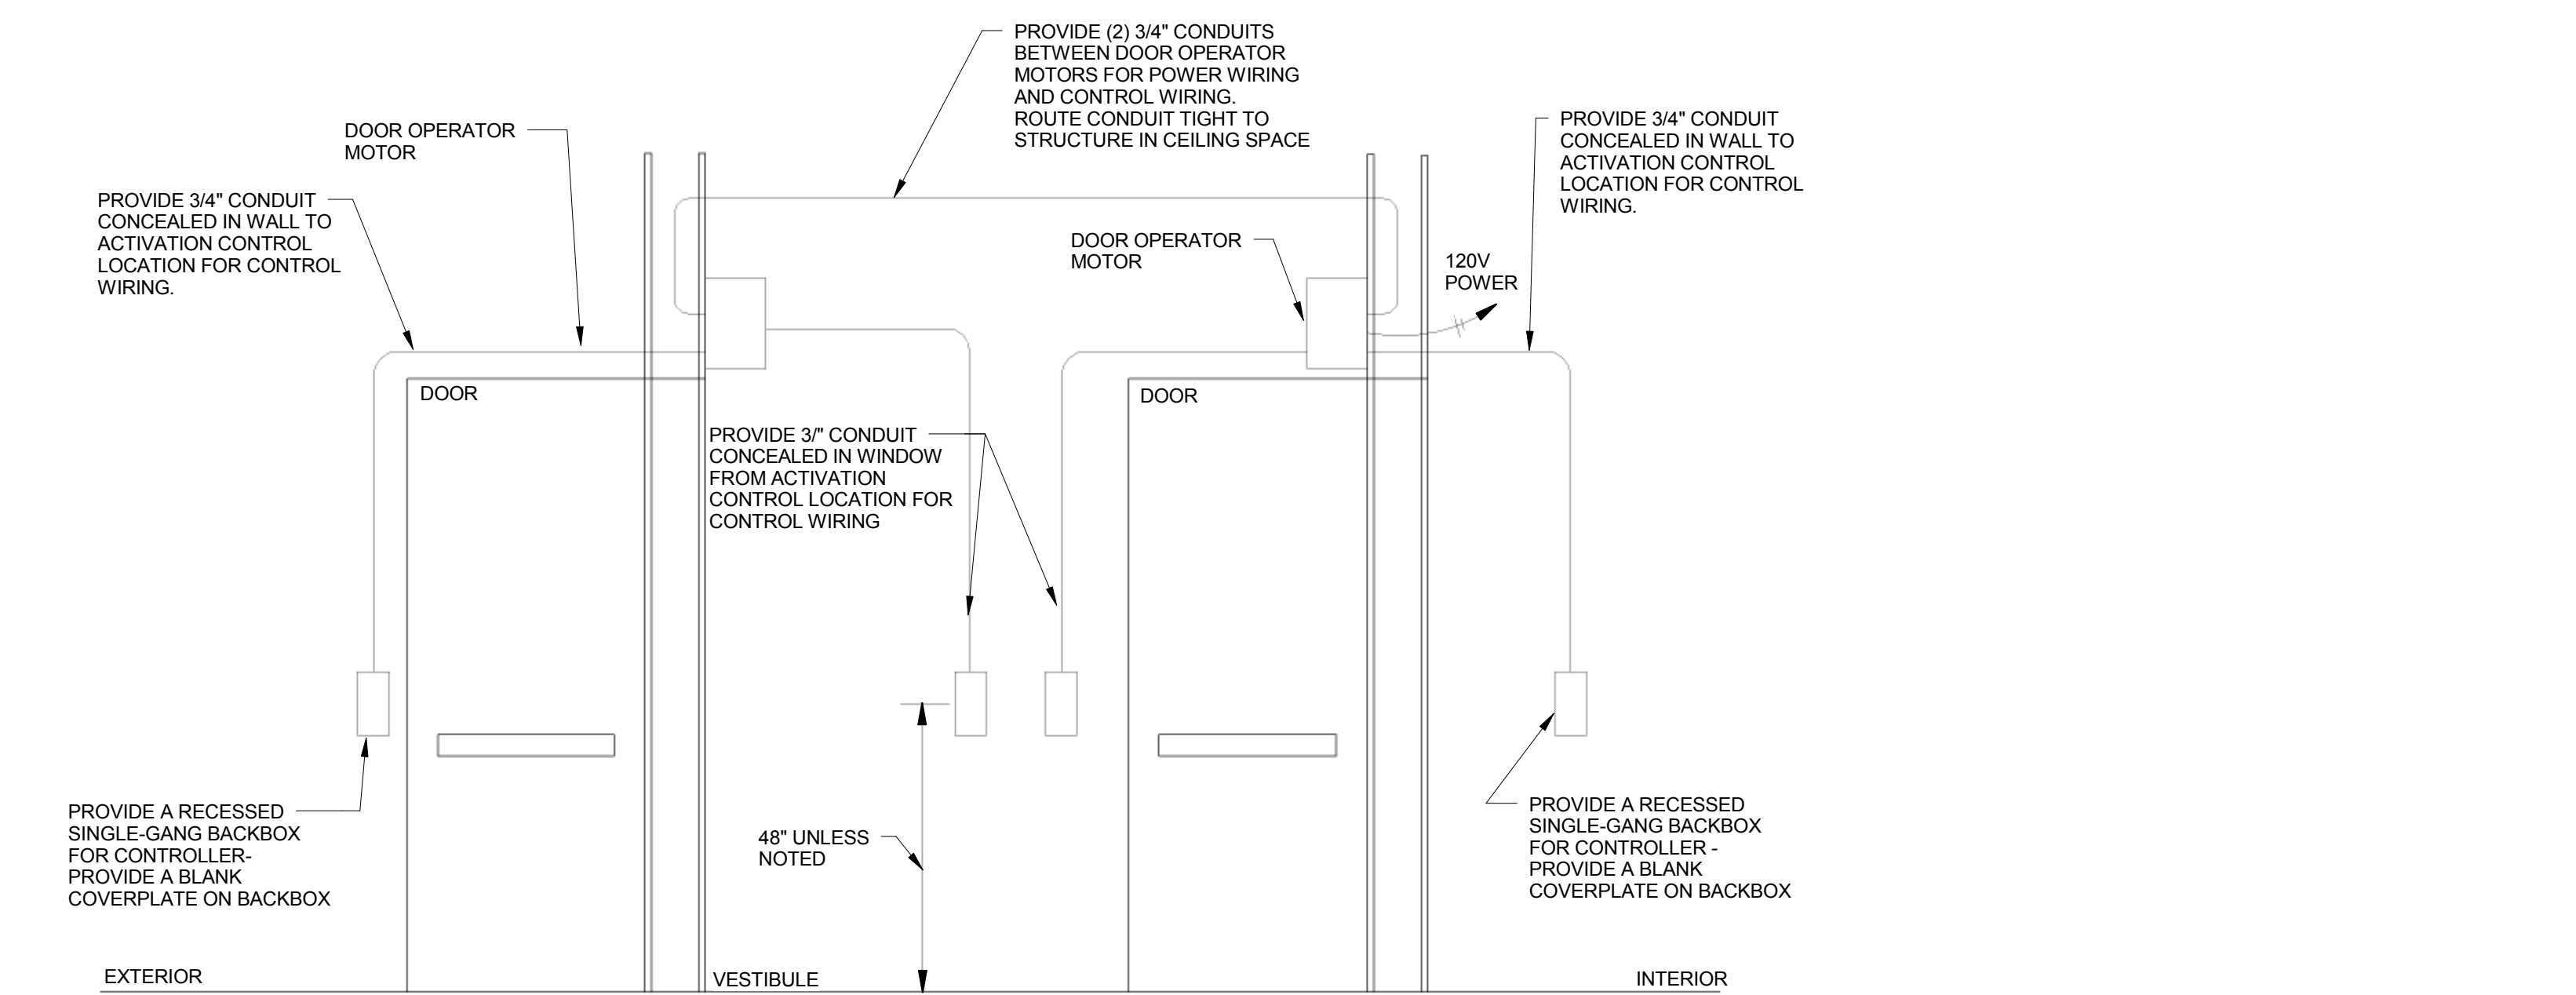 PROVIDE (2) 3/4" CONDUITS
BETWEEN DOOR OPERATOR
MOTORS FOR POWER WIRING
AND CONTROL WIRING.
ROUTE CONDUIT TIGHT TO
STRUCTURE IN CEILING SPACE
DOOR OPERATOR
MOTOR
PROVIDE 3/4" CONDUIT
CONCEALED IN WALL TO
ACTIVATION CONTROL
LOCATION FOR CONTROL
WIRING.
PROVIDE 3/4" CONDUIT
CONCEALED IN WALL TO
ACTIVATION CONTROL
LOCATION FOR CONTROL
WIRING.
DOOR OPERATOR
MOTOR
120V
POWER
DOOR
DOOR
PROVIDE 3/" CONDUIT
CONCEALED IN WINDOW
FROM ACTIVATION
CONTROL LOCATION FOR
CONTROL WIRING
PROVIDE A RECESSED
SINGLE-GANG BACKBOX
FOR CONTROLLER-
PROVIDE A BLANK
COVERPLATE ON BACKBOX
48" UNLESS
NOTED
PROVIDE A RECESSED
SINGLE-GANG BACKBOX
FOR CONTROLLER -
PROVIDE A BLANK
COVERPLATE ON BACKBOX
EXTERIOR
VESTIBULE
INTERIOR